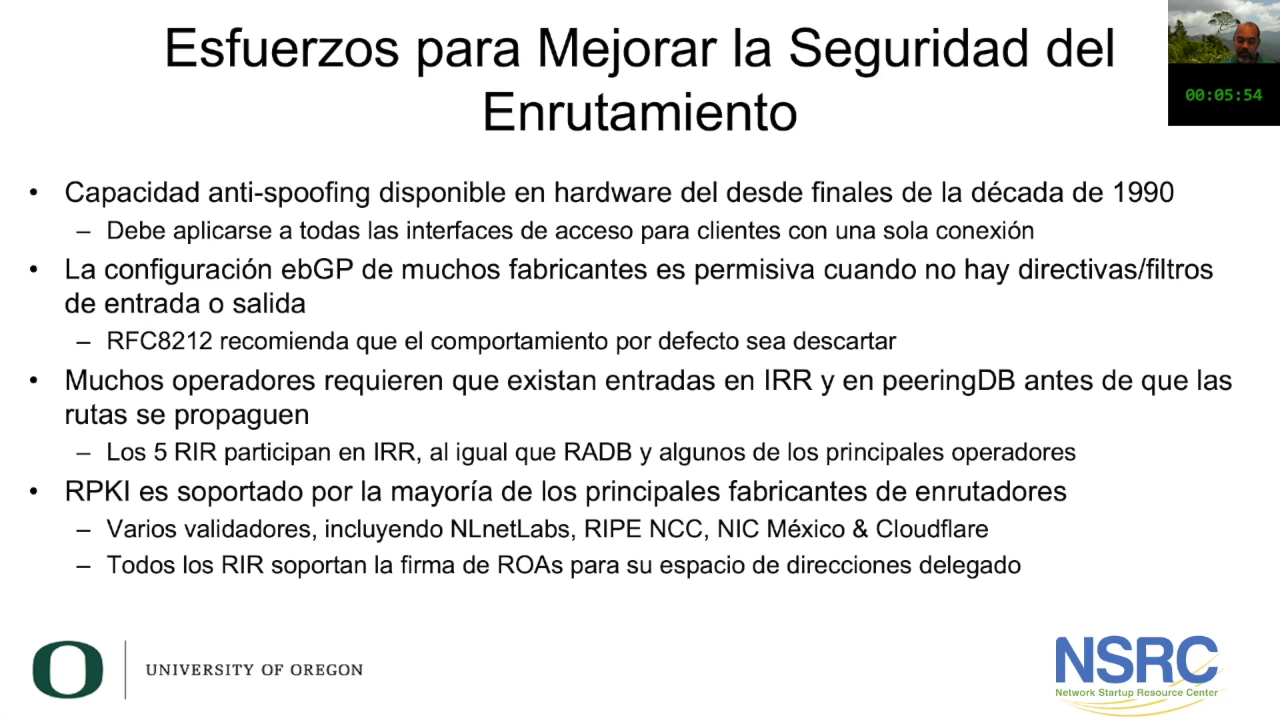 Esfuerzos para Mejorar la Seguridad del
Enrutamiento
00:05:54
• Capacidad anti-spoofing disponible en hardware del desde finales de la década de 1990
– Debe aplicarse a todas las interfaces de acceso para clientes con una sola conexión
• La configuración ebGP de muchos fabricantes es permisiva cuando no hay directivas/filtros
de entrada o salida
– RFC8212 recomienda que el comportamiento por defecto sea descartar
• Muchos operadores requieren que existan entradas en IRR y en peeringDB antes de que las
rutas se propaguen
– Los 5 RIR participan en IRR, al igual que RADB y algunos de los principales operadores
• RPKI es soportado por la mayoría de los principales fabricantes de enrutadores
– Varios validadores, incluyendo NLnetLabs, RIPE NCC, NIC México & Cloudflare
– Todos los RIR soportan la firma de ROAs para su espacio de direcciones delegado
O
UNIVERSITY OF OREGON
NSRC
Network Startup Resource Center